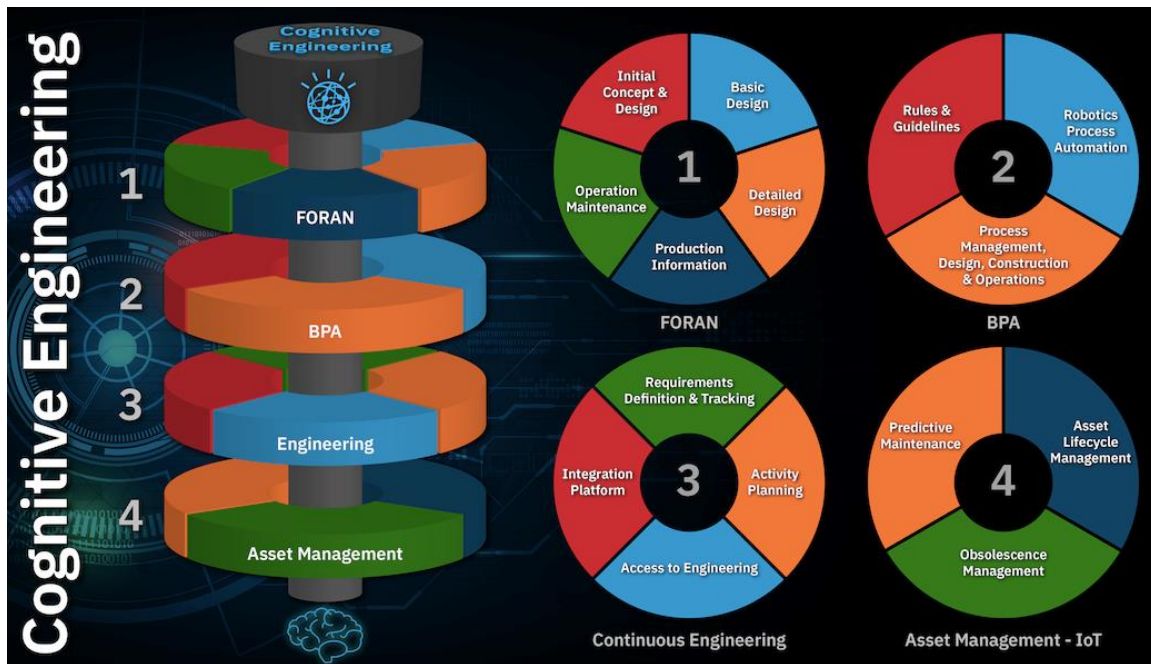 Cognitive Engineering
Cognitive
Engineering
1
FORAN
2
BPA
3
Engineering
4
Asset Management
Initial
Concept &
Design
Basic
Design
Operation
Maintenance
1
Detailed
Design
Production
Information
FORAN
Rules &
Guidelines
2
Robotics
Process
Automation
Process
Management,
Design, Construction
& Operations
BPA
Requirements
Definition & Tracking
Integration
Platform
3
Activity
Planning
Access to Engineering
Continuous Engineering
Predictive
Maintenance
4
Asset
Lifecycle
Management
Obsolescence
Management
Asset Management - IoT